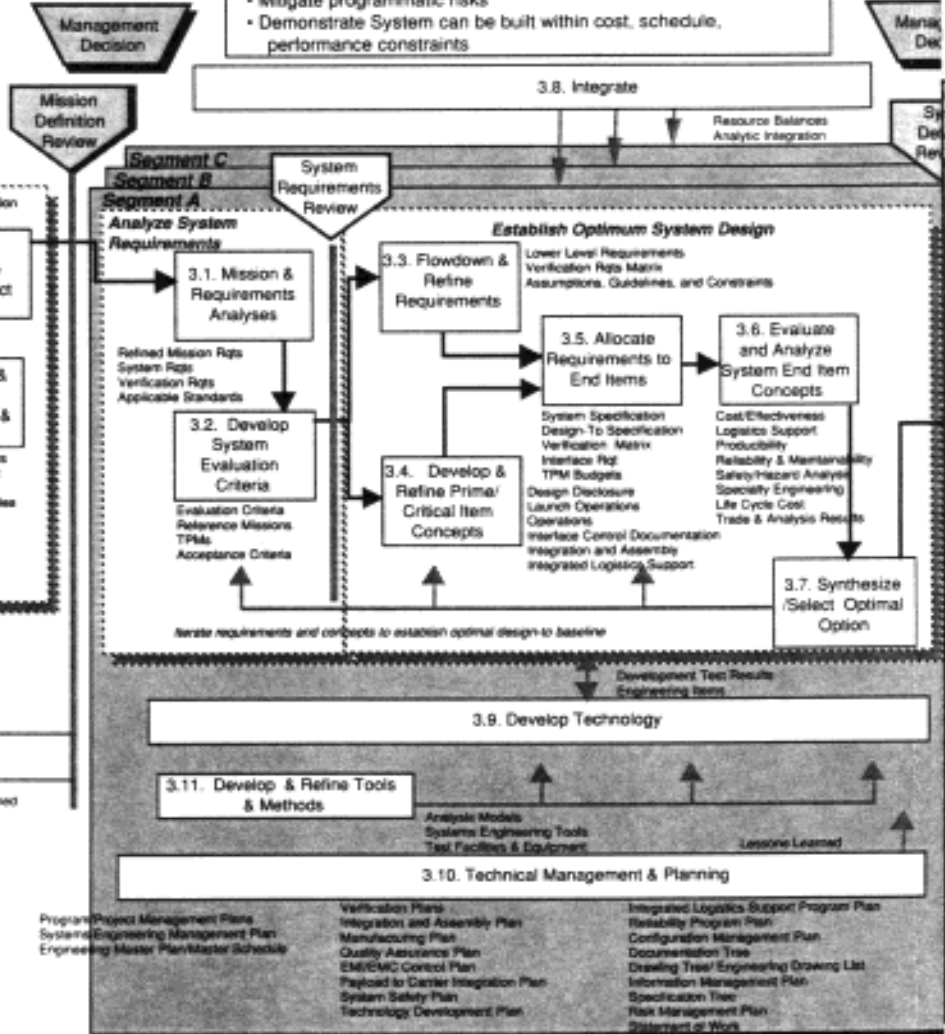 • Mitigate programmatic risks
• Demonstrate System can be built within cost, schedule,
performance constraints
Management
Decision
Mission
Definition
Review
3.8. Integrate
Resource Balances
Analytic Integration
Segment C
Segment B
Segment A
System
Requirements
Review
Analyze System
Requirements
Establish Optimum System Design
3.1. Mission &
Requirements
Analyses
Refined Mission Rqts
System Rqts
Verification Rqts
Applicable Standards
3.2. Develop
System
Evaluation
Criteria
Evaluation Criteria
Reference Missions
TPMs
Acceptance Criteria
3.3. Flowdown &
Refine
Requirements
Lower Level Requirements
Verification Rqts Matrix
Assumptions, Guidelines, and Constraints
3.4. Develop &
Refine Prime/
Critical Item
Concepts
3.5. Allocate
Requirements to
End Items
System Specification
Design-To Specification
Verification Matrix
Interface Rqt
TPM Budgets
Design Disclosure
Launch Operations
Operations
Interface Control Documentation
Integration and Assembly
Integrated Logistics Support
3.6. Evaluate
and Analyze
System End Item
Concepts
Cost/Effectiveness
Logistics Support
Producibility
Reliability & Maintainability
Safety/Hazard Analysis
Specialty Engineering
Life Cycle Cost
Trade & Analysis Results
3.7. Synthesize
/Select Optimal
Option
Iterate requirements and concepts to establish optimal design-to baseline
Development Test Results
Engineering Items
3.9. Develop Technology
3.11. Develop & Refine Tools
& Methods
Analysis Models
Systems Engineering Tools
Test Facilities & Equipment
Lessons Learned
3.10. Technical Management & Planning
Program/Project Management Plans
Systems Engineering Management Plan
Engineering Master Plan/Master Schedule
Verification Plans
Integration and Assembly Plan
Manufacturing Plan
Quality Assurance Plan
EMI/EMC Control Plan
Payload to Carrier Integration Plan
System Safety Plan
Technology Development Plan
Integrated Logistics Support Program Plan
Reliability Program Plan
Configuration Management Plan
Documentation Tree
Drawing Tree/ Engineering Drawing List
Information Management Plan
Specification Tree
Risk Management Plan
Statement of Work